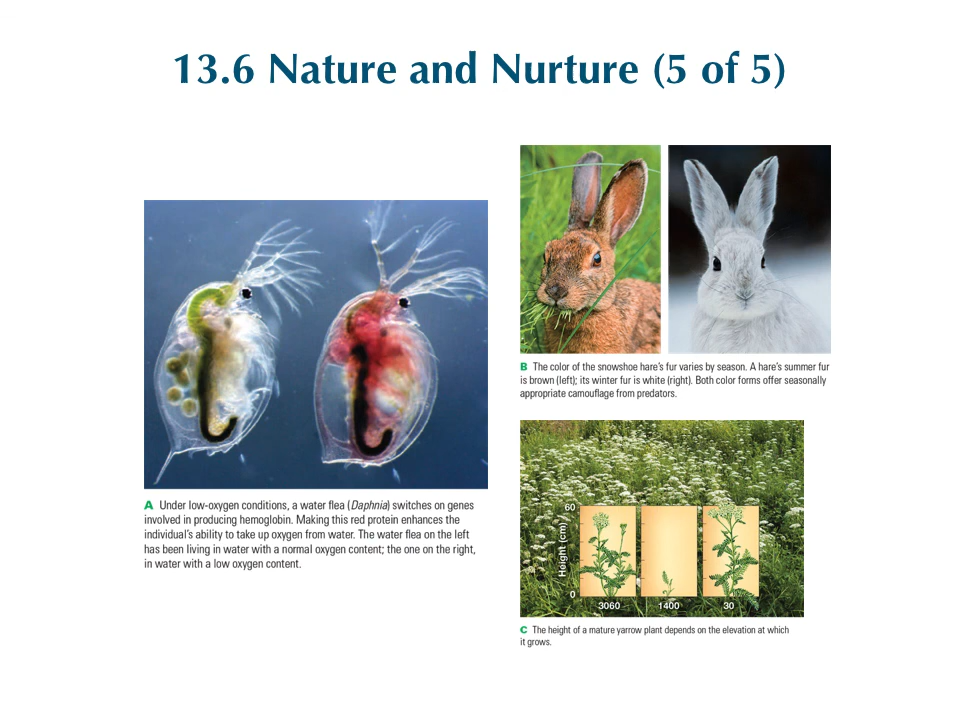 13.6 Nature and Nurture (5 of 5)
A Under low-oxygen conditions, a water flea (Daphnia) switches on genes
involved in producing hemoglobin. Making this red protein enhances the
individual's ability to take up oxygen from water. The water flea on the left
has been living in water with a normal oxygen content; the one on the right,
in water with a low oxygen content.
B The color of the snowshoe hare's fur varies by season. A hare's summer fur
is brown (left); its winter fur is white (right). Both color forms offer seasonally
appropriate camouflage from predators.
60
Height (cm)
0
3060 1400 30
C The height of a mature yarrow plant depends on the elevation at which
it grows.